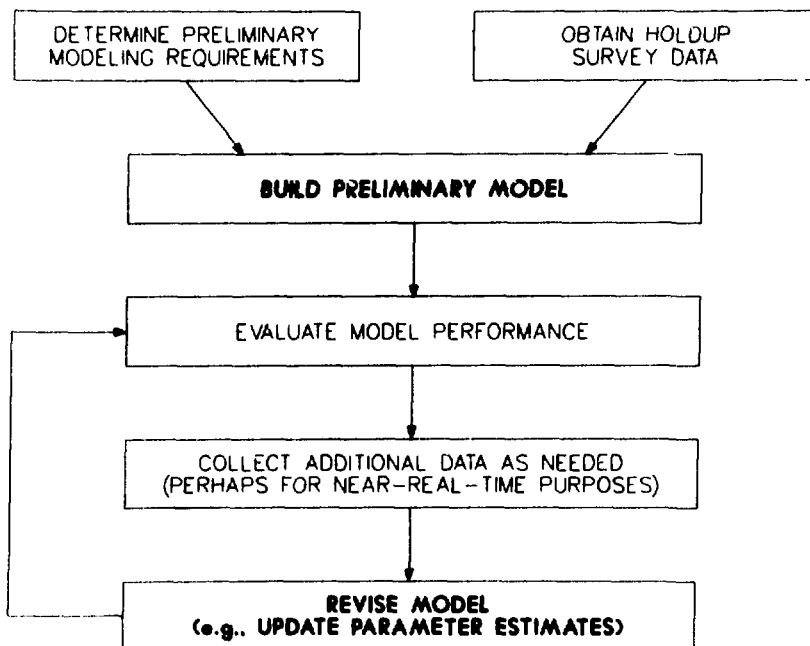 DETERMINE PRELIMINARY
MODELING REQUIREMENTS
OBTAIN HOLDUP
SURVEY DATA
BUILD PRELIMINARY MODEL
EVALUATE MODEL PERFORMANCE
COLLECT ADDITIONAL DATA AS NEEDED
(PERHAPS FOR NEAR-REAL-TIME PURPOSES)
REVISE MODEL
(e.g., UPDATE PARAMETER ESTIMATES)